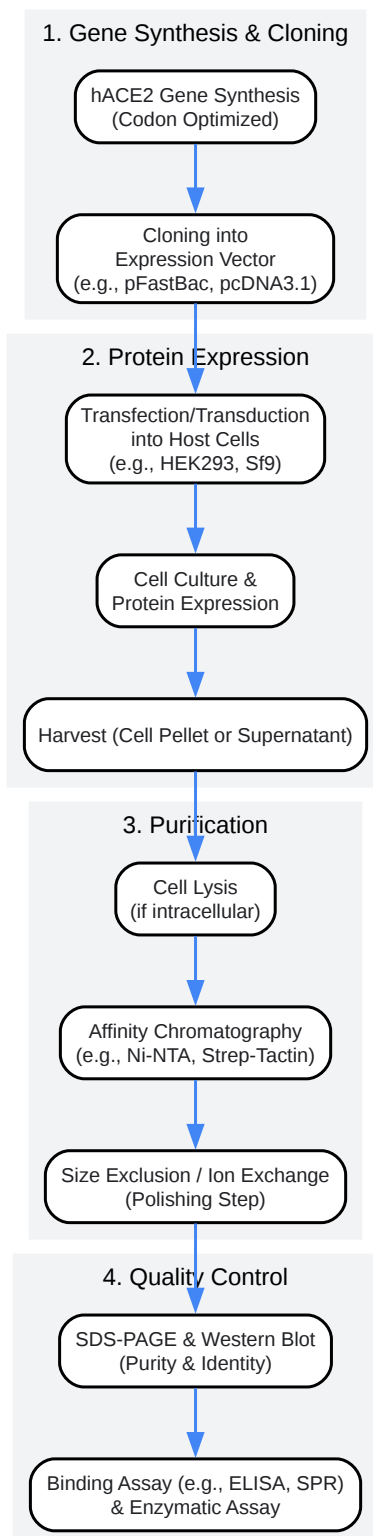 1. Gene Synthesis & Cloning
hACE2 Gene Synthesis
(Codon Optimized)
Cloning into
Expression Vector
(e.g., pFastBac, pcDNA3.1)
2. Protein Expression
Transfection/Transduction
into Host Cells
(e.g., HEK293, Sf9)
Cell Culture &
Protein Expression
Harvest (Cell Pellet or Supernatant)
3. Purification
Cell Lysis
(if intracellular)
Affinity Chromatography
(e.g., Ni-NTA, Strep-Tactin)
Size Exclusion / Ion Exchange
(Polishing Step)
4. Quality Control
SDS-PAGE & Western Blot
(Purity & Identity)
Binding Assay (e.g., ELISA, SPR)
& Enzymatic Assay